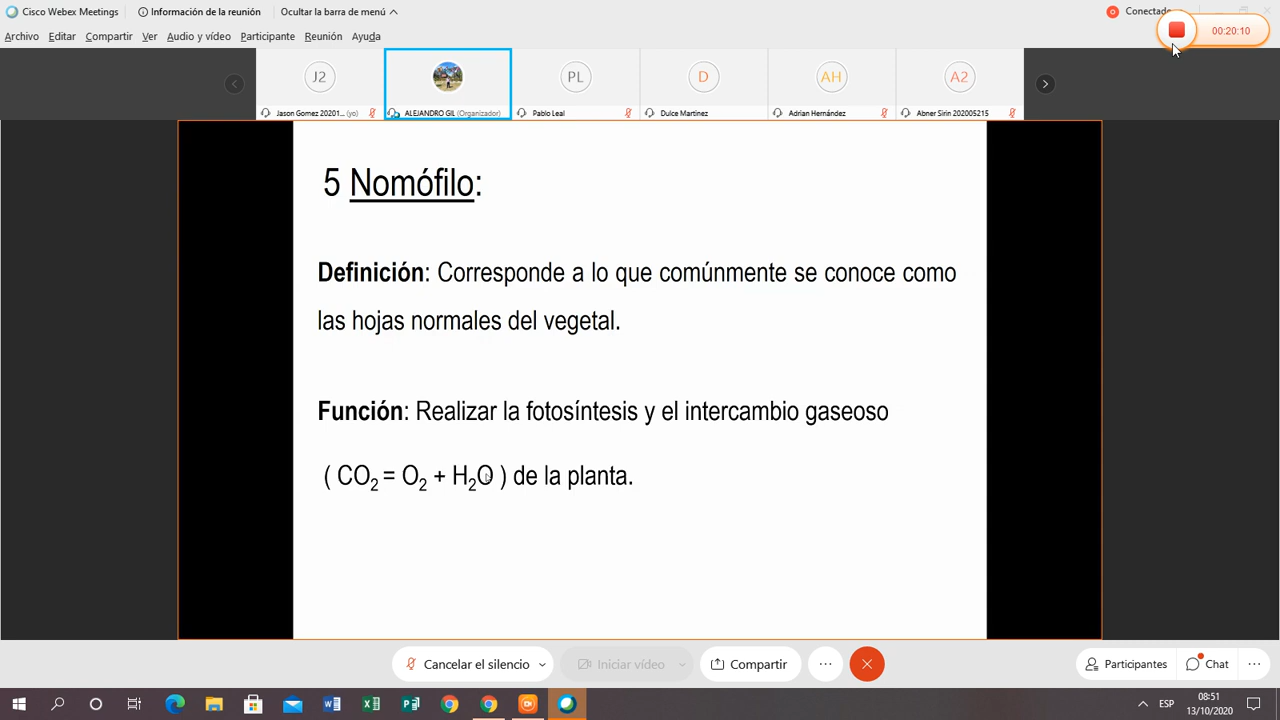 Cisco Webex Meetings
Información de la reunión
Ocultar la barra de menú
Conectado
00:20:10
Archivo Editar Compartir Ver Audio y vídeo Participante Reunión Ayuda
J2 PL D AH A2
Jason Gomez 20201... (yo) ALEJANDRO GIL (Organizador) Pablo Leal Dulce Martinez Adrian Hernández Abner Sirin 202005215
5 Nomófilo:
Definición: Corresponde a lo que comúnmente se conoce como
las hojas normales del vegetal.
Función: Realizar la fotosíntesis y el intercambio gaseoso
( CO₂ = O₂ + H₂O ) de la planta.
Cancelar el silencio Iniciar vídeo Compartir Participantes Chat
08:51
ESP
13/10/2020